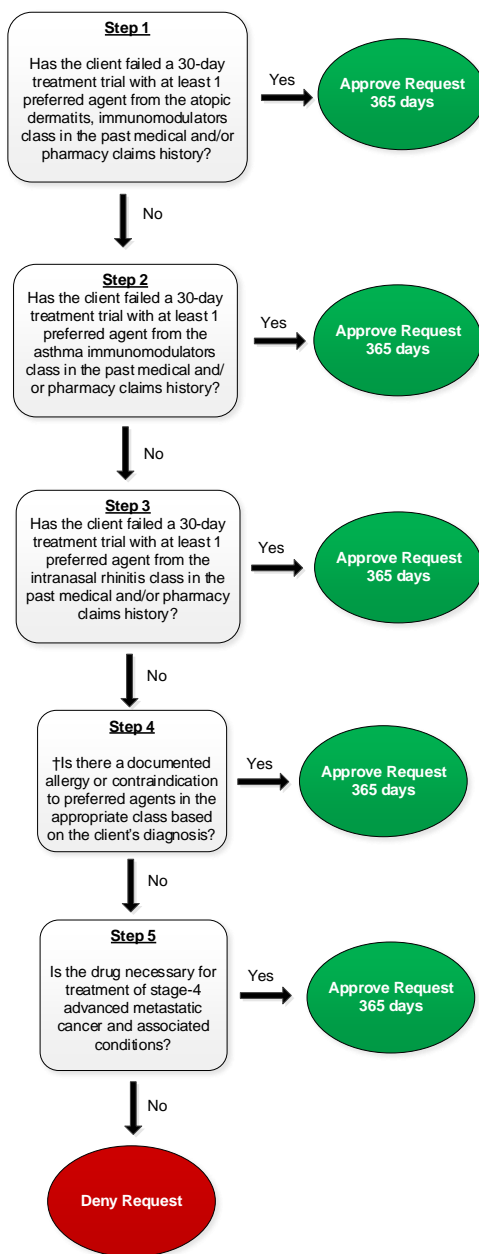 Step 1
Has the client failed a 30-day
treatment trial with at least 1
preferred agent from the atopic
dermatits, immunomodulators
class in the past medical and/or
pharmacy claims history?
Yes
Approve Request
365 days
No
Step 2
Has the client failed a 30-day
treatment trial with at least 1
preferred agent from the
asthma immunomodulators
class in the past medical and/
or pharmacy claims history?
Yes
Approve Request
365 days
No
Step 3
Has the client failed a 30-day
treatment trial with at least 1
preferred agent from the
intranasal rhinitis class in the
past medical and/or pharmacy
claims history?
Yes
Approve Request
365 days
No
Step 4
†Is there a documented
allergy or contraindication
to preferred agents in the
appropriate class based
on the client's diagnosis?
Yes
Approve Request
365 days
No
Step 5
Is the drug necessary for
treatment of stage-4
advanced metastatic
cancer and associated
conditions?
Yes
Approve Request
365 days
No
Deny Request